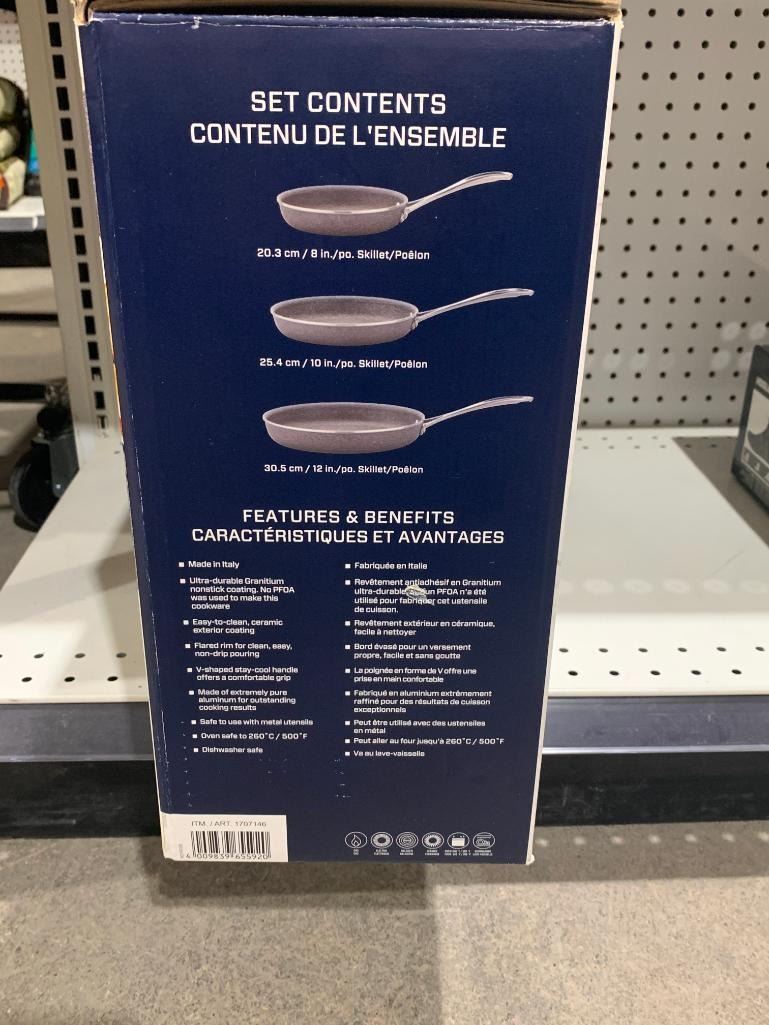 SET CONTENTS
CONTENU DE L'ENSEMBLE
20.3 cm / 8 in./po. Skillet/Poêlon
25.4 cm / 10 in./po. Skillet/Poêlon
30.5 cm / 12 in./po. Skillet/Poêlon
FEATURES & BENEFITS
CARACTÉRISTIQUES ET AVANTAGES
■ Made in Italy
■ Ultra-durable Granitium
nonstick coating. No PFOA
was used to make this
cookware
■ Easy-to-clean, ceramic
exterior coating
■ Flared rim for clean, easy,
non-drip pouring
■ V-shaped stay-cool handle
offers a comfortable grip
■ Made of extremely pure
aluminum for outstanding
cooking results
■ Safe to use with metal utensils
■ Oven safe to 260°C / 500°F
■ Dishwasher safe
■ Fabriquée en Italie
■ Revêtement antiadhésif en Granitium
ultra-durable. Aucun PFOA n'a été
utilisé pour fabriquer cet ustensile
de cuisson.
■ Revêtement extérieur en céramique,
facile à nettoyer
■ Bord évasé pour un versement
propre, facile et sans goutte
■ La poignée en forme de V offre une
prise en main confortable
■ Fabriqué en aluminium extrêmement
raffiné pour des résultats de cuisson
exceptionnels
■ Peut être utilisé avec des ustensiles
en métal
■ Peut aller au four jusqu'à 260°C / 500°F
■ Va au lave-vaisselle
ITM. / ART. 1707146
4 009839 655920